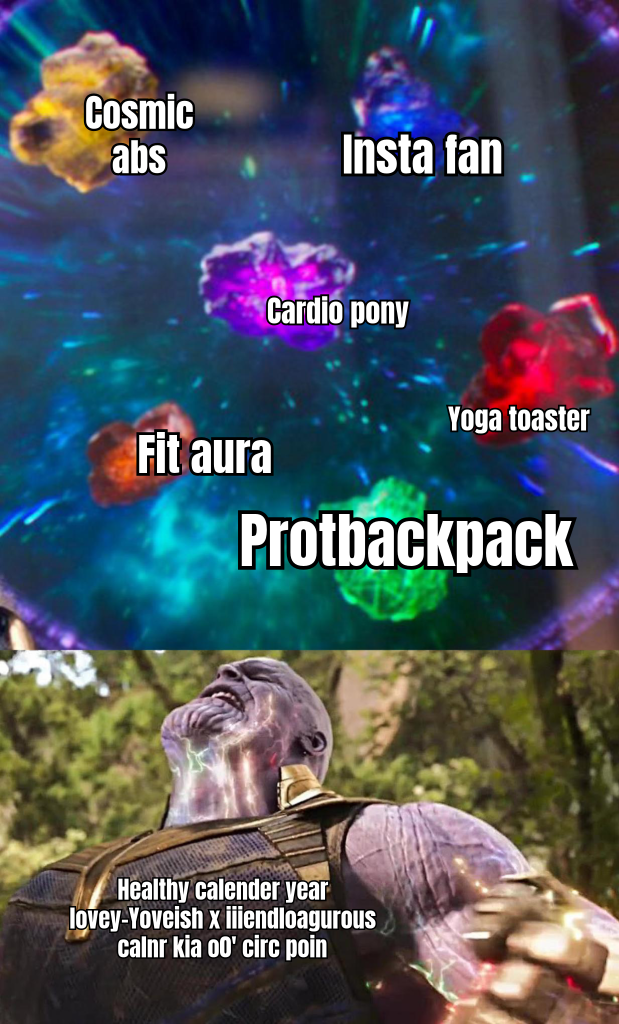 Cosmic
abs
Insta fan
Cardio pony
Yoga toaster
Fit aura
Protbackpack
Healthy calender year
lovey-Yoveish x iiiendloagurous
calnr kia oO' circ poin